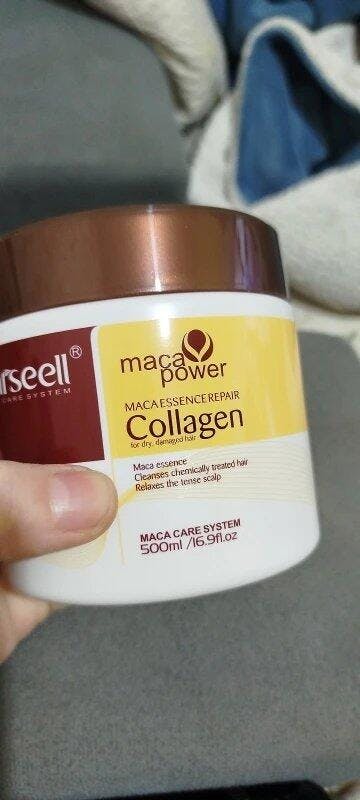 rseell®
CARE SYSTEM
maca
power
MACA ESSENCE REPAIR
Collagen
for dry, damaged hair
Maca essence
Cleanses chemically treated hair
Relaxes the tense scalp
MACA CARE SYSTEM
500ml /16.9fl.oz